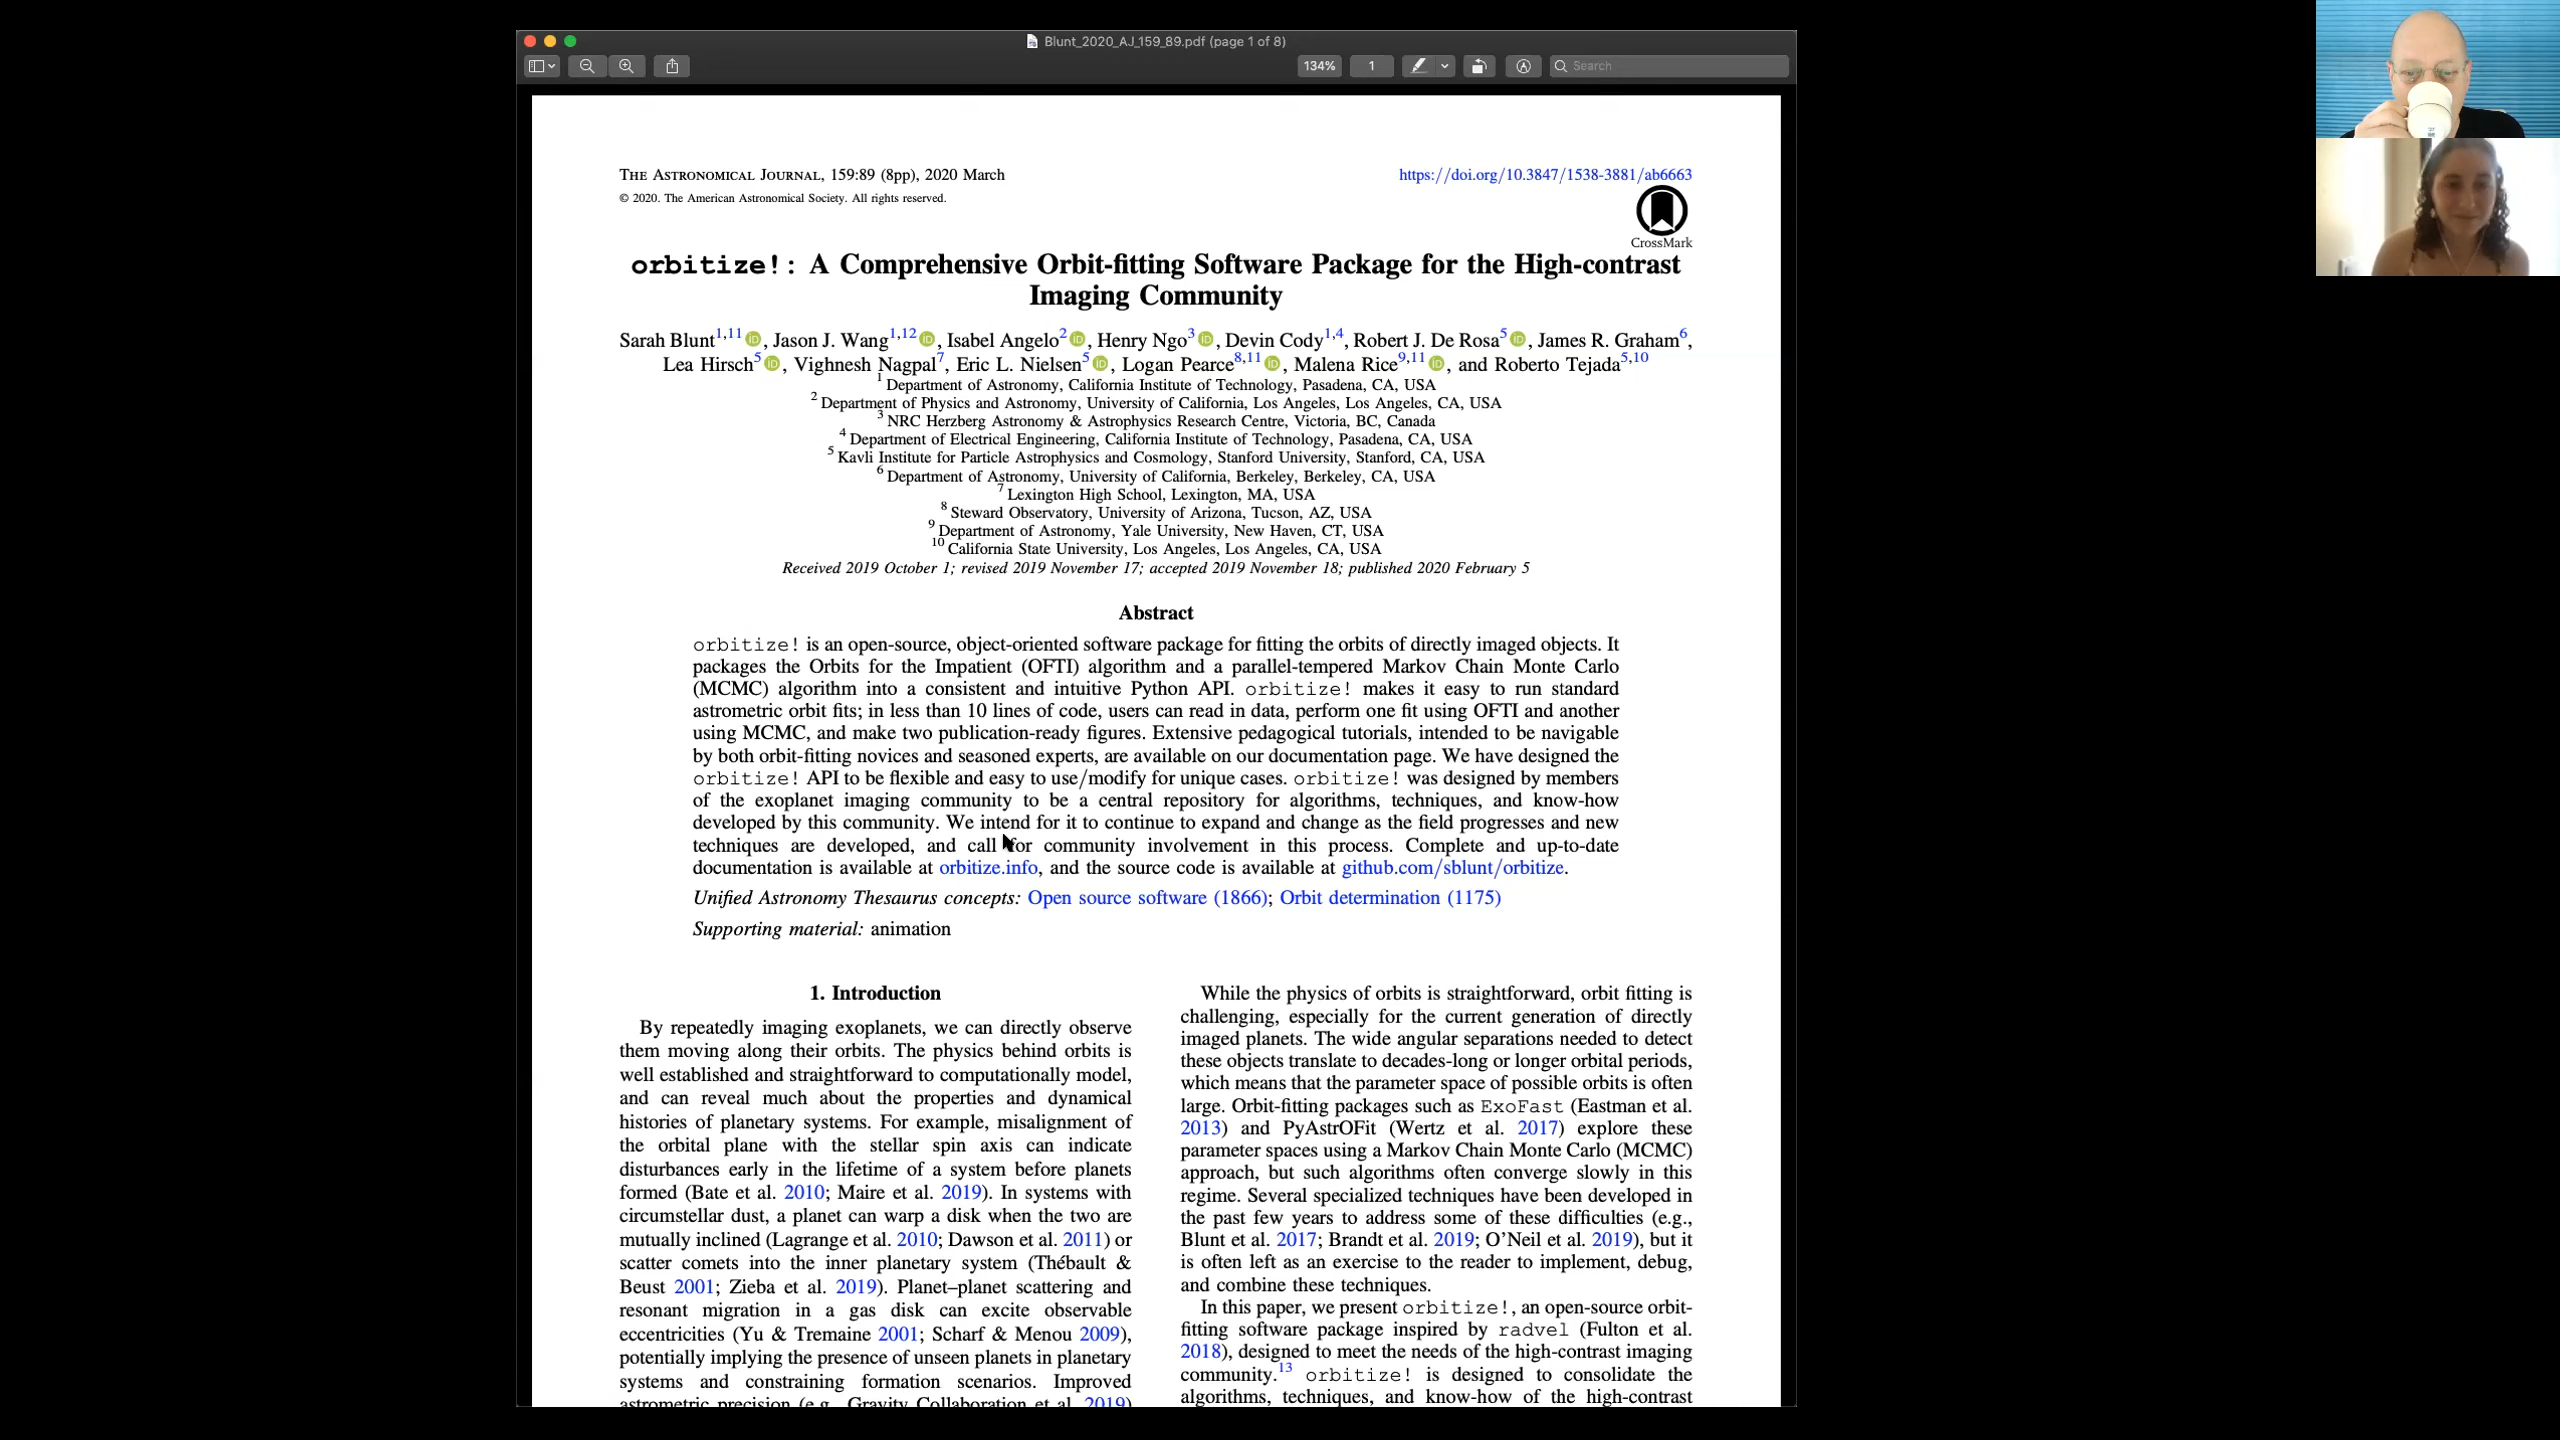 Blunt_2020_AJ_159_89.pdf (page 1 of 8)
134%
1
Search
THE ASTRONOMICAL JOURNAL, 159:89 (8pp), 2020 March
https://doi.org/10.3847/1538-3881/ab6663
© 2020. The American Astronomical Society. All rights reserved.
CrossMark
orbitize!: A Comprehensive Orbit-fitting Software Package for the High-contrast
Imaging Community
Sarah Blunt1,11 iD, Jason J. Wang1,12 iD, Isabel Angelo2 iD, Henry Ngo3 iD, Devin Cody1,4, Robert J. De Rosa5 iD, James R. Graham6,
Lea Hirsch5 iD, Vighnesh Nagpal7, Eric L. Nielsen5 iD, Logan Pearce8,11 iD, Malena Rice9,11 iD, and Roberto Tejada5,10
1 Department of Astronomy, California Institute of Technology, Pasadena, CA, USA
2 Department of Physics and Astronomy, University of California, Los Angeles, Los Angeles, CA, USA
3 NRC Herzberg Astronomy & Astrophysics Research Centre, Victoria, BC, Canada
4 Department of Electrical Engineering, California Institute of Technology, Pasadena, CA, USA
5 Kavli Institute for Particle Astrophysics and Cosmology, Stanford University, Stanford, CA, USA
6 Department of Astronomy, University of California, Berkeley, Berkeley, CA, USA
7 Lexington High School, Lexington, MA, USA
8 Steward Observatory, University of Arizona, Tucson, AZ, USA
9 Department of Astronomy, Yale University, New Haven, CT, USA
10 California State University, Los Angeles, Los Angeles, CA, USA
Received 2019 October 1; revised 2019 November 17; accepted 2019 November 18; published 2020 February 5
Abstract
orbitize! is an open-source, object-oriented software package for fitting the orbits of directly imaged objects. It
packages the Orbits for the Impatient (OFTI) algorithm and a parallel-tempered Markov Chain Monte Carlo
(MCMC) algorithm into a consistent and intuitive Python API. orbitize! makes it easy to run standard
astrometric orbit fits; in less than 10 lines of code, users can read in data, perform one fit using OFTI and another
using MCMC, and make two publication-ready figures. Extensive pedagogical tutorials, intended to be navigable
by both orbit-fitting novices and seasoned experts, are available on our documentation page. We have designed the
orbitize! API to be flexible and easy to use/modify for unique cases. orbitize! was designed by members
of the exoplanet imaging community to be a central repository for algorithms, techniques, and know-how
developed by this community. We intend for it to continue to expand and change as the field progresses and new
techniques are developed, and call for community involvement in this process. Complete and up-to-date
documentation is available at orbitize.info, and the source code is available at github.com/sblunt/orbitize.
Unified Astronomy Thesaurus concepts: Open source software (1866); Orbit determination (1175)
Supporting material: animation
1. Introduction
By repeatedly imaging exoplanets, we can directly observe
them moving along their orbits. The physics behind orbits is
well established and straightforward to computationally model,
and can reveal much about the properties and dynamical
histories of planetary systems. For example, misalignment of
the orbital plane with the stellar spin axis can indicate
disturbances early in the lifetime of a system before planets
formed (Bate et al. 2010; Maire et al. 2019). In systems with
circumstellar dust, a planet can warp a disk when the two are
mutually inclined (Lagrange et al. 2010; Dawson et al. 2011) or
scatter comets into the inner planetary system (Thébault &
Beust 2001; Zieba et al. 2019). Planet–planet scattering and
resonant migration in a gas disk can excite observable
eccentricities (Yu & Tremaine 2001; Scharf & Menou 2009),
potentially implying the presence of unseen planets in planetary
systems and constraining formation scenarios. Improved
astrometric precision (e.g., Gravity Collaboration et al. 2019)
While the physics of orbits is straightforward, orbit fitting is
challenging, especially for the current generation of directly
imaged planets. The wide angular separations needed to detect
these objects translate to decades-long or longer orbital periods,
which means that the parameter space of possible orbits is often
large. Orbit-fitting packages such as ExoFast (Eastman et al.
2013) and PyAstrOFit (Wertz et al. 2017) explore these
parameter spaces using a Markov Chain Monte Carlo (MCMC)
approach, but such algorithms often converge slowly in this
regime. Several specialized techniques have been developed in
the past few years to address some of these difficulties (e.g.,
Blunt et al. 2017; Brandt et al. 2019; O'Neil et al. 2019), but it
is often left as an exercise to the reader to implement, debug,
and combine these techniques.
In this paper, we present orbitize!, an open-source orbit-
fitting software package inspired by radvel (Fulton et al.
2018), designed to meet the needs of the high-contrast imaging
community.13 orbitize! is designed to consolidate the
algorithms, techniques, and know-how of the high-contrast